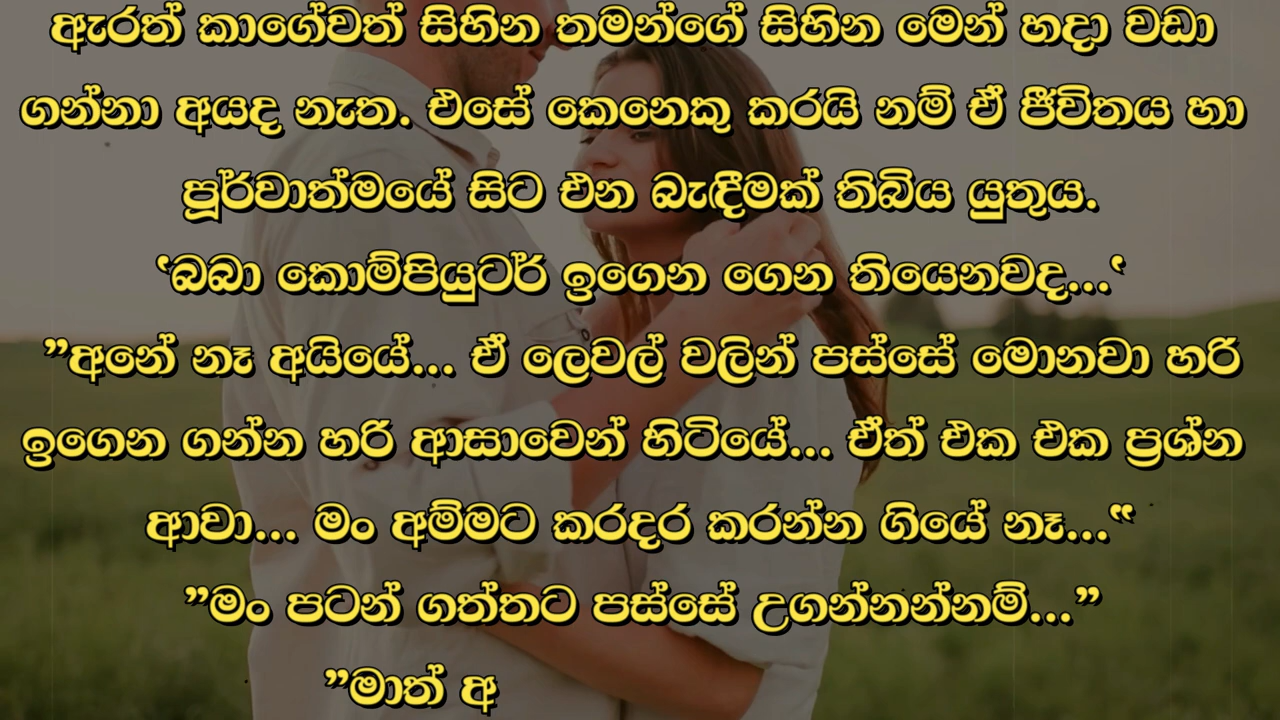 ඇරත් කාගේවත් සිහින තමන්ගේ සිහින මෙන් හදා වඩා
ගන්නා අයද නැත. එසේ කෙනෙකු කරයි නම් ඒ ජීවිතය හා
පූර්වාත්මයේ සිට එන බැඳීමක් තිබිය යුතුය.
‛බබා කොම්පියුටර් ඉගෙන ගෙන තියෙනවද...‛
”අනේ නෑ අයියේ... ඒ ලෙවල් වලින් පස්සේ මොනවා හරි
ඉගෙන ගන්න හරි ආසාවෙන් හිටියේ... ඒත් එක එක ප්‍රශ්න
ආවා... මං අම්මට කරදර කරන්න ගියේ නෑ...‟
”මං පටන් ගත්තට පස්සේ උගන්නන්නම්...”
”මාත් අ